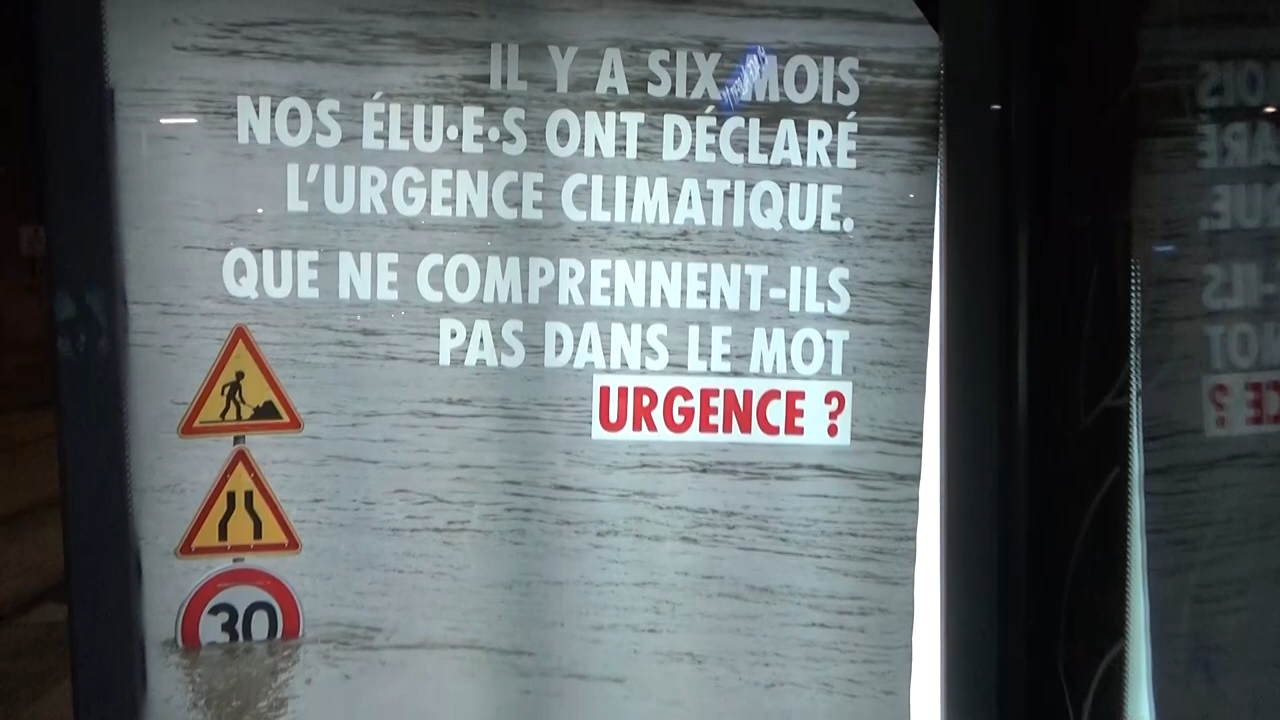 IL Y A SIX MOIS
NOS ÉLU·E·S ONT DÉCLARÉ
L'URGENCE CLIMATIQUE.
QUE NE COMPRENNENT-ILS
PAS DANS LE MOT
URGENCE ?
30